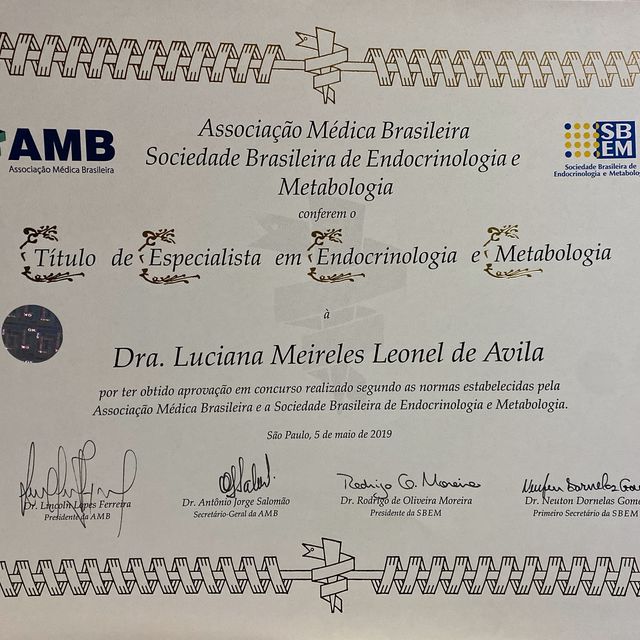 AMB
Associação Médica Brasileira
Associação Médica Brasileira
Sociedade Brasileira de Endocrinologia e
Metabologia
SB
EM
Sociedade Brasileira de
Endocrinologia e Metabolo
conferem o
Título de Especialista em Endocrinologia e Metabologia
à
Dra. Luciana Meireles Leonel de Avila
por ter obtido aprovação em concurso realizado segundo as normas estabelecidas pela
Associação Médica Brasileira e a Sociedade Brasileira de Endocrinologia e Metabologia.
São Paulo, 5 de maio de 2019
Rodrigo O. Moreira
Dr. Lincoln Lopes Ferreira
Presidente da AMB
Dr. Antônio Jorge Salomão
Secretário-Geral da AMB
Dr. Rodrigo de Oliveira Moreira
Presidente da SBEM
Dr. Neuton Dornelas Gom
Primeiro Secretário da SBEM